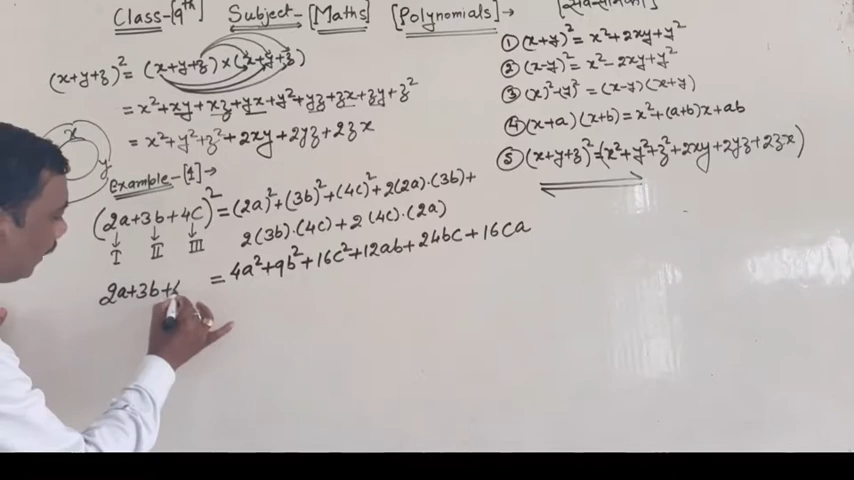 Class-[9th] Subject-[Maths] [Polynomials]→
(x+y+z)² = (x+y+z)×(x+y+z)
= x²+xy+xz+yx+y²+yz+zx+zy+z²
= x²+y²+z²+2xy+2yz+2zx
x
y
Example-[1]→
(2a+3b+4c)² = (2a)²+(3b)²+(4c)²+2(2a)·(3b)+
2(3b)·(4c)+2(4c)·(2a)
I II III
= 4a²+9b²+16c²+12ab+24bc+16ca
2a+3b+
① (x+y)² = x²+2xy+y²
② (x-y)² = x²-2xy+y²
③ (x)²-(y)² = (x-y)(x+y)
④ (x+a)(x+b) = x²+(a+b)x+ab
⑤ (x+y+z)² = (x²+y²+z²+2xy+2yz+2zx)